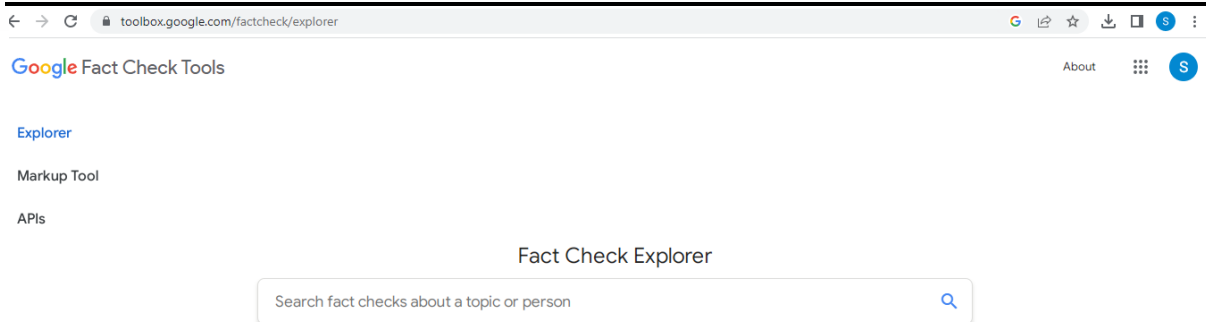 toolbox.google.com/factcheck/explorer
G
S
Google Fact Check Tools
About
S
Explorer
Markup Tool
APIs
Fact Check Explorer
Search fact checks about a topic or person